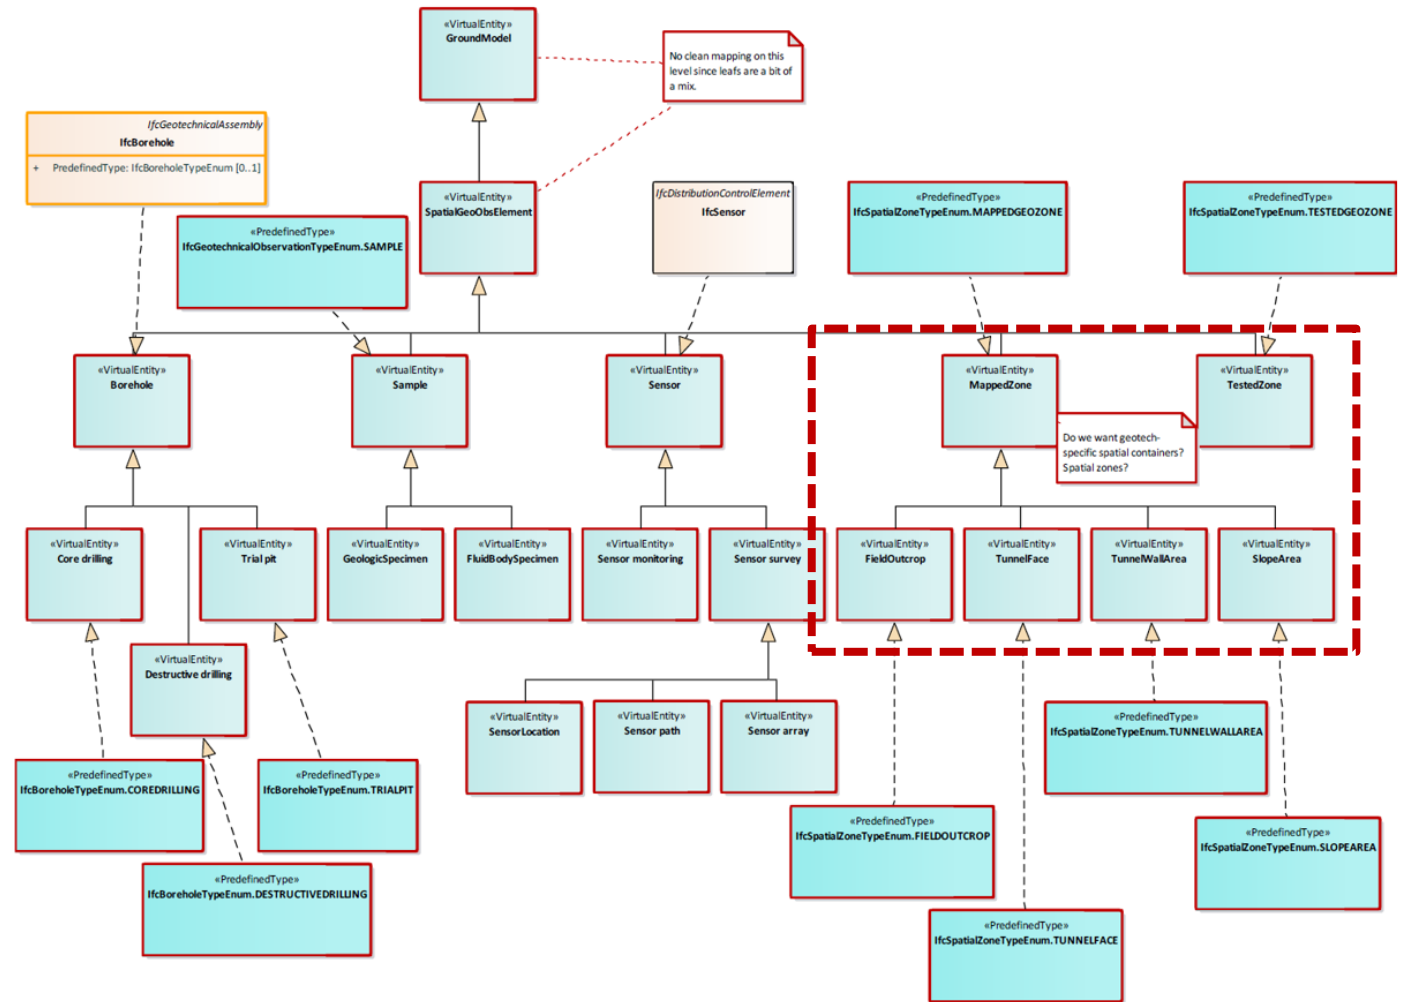 «VirtualEntity»
GroundModel
No clean mapping on this
level since leafs are a bit of
a mix.
IfcGeotechnicalAssembly
IfcBorehole
+ PredefinedType: IfcBoreholeTypeEnum [0..1]
«PredefinedType»
IfcGeotechnicalObservationTypeEnum.SAMPLE
«VirtualEntity»
SpatialGeoObsElement
IfcDistributionControlElement
IfcSensor
«PredefinedType»
IfcSpatialZoneTypeEnum.MAPPEDGEOZONE
«PredefinedType»
IfcSpatialZoneTypeEnum.TESTEDGEOZONE
«VirtualEntity»
Borehole
«VirtualEntity»
Sample
«VirtualEntity»
Sensor
«VirtualEntity»
MappedZone
«VirtualEntity»
TestedZone
Do we want geotech-
specific spatial containers?
Spatial zones?
«VirtualEntity»
Core drilling
«VirtualEntity»
Trial pit
«VirtualEntity»
GeologicSpecimen
«VirtualEntity»
FluidBodySpecimen
«VirtualEntity»
Sensor monitoring
«VirtualEntity»
Sensor survey
«VirtualEntity»
FieldOutcrop
«VirtualEntity»
TunnelFace
«VirtualEntity»
TunnelWallArea
«VirtualEntity»
SlopeArea
«VirtualEntity»
Destructive drilling
«VirtualEntity»
SensorLocation
«VirtualEntity»
Sensor path
«VirtualEntity»
Sensor array
«PredefinedType»
IfcSpatialZoneTypeEnum.TUNNELWALLAREA
«PredefinedType»
IfcBoreholeTypeEnum.COREDRILLING
«PredefinedType»
IfcBoreholeTypeEnum.TRIALPIT
«PredefinedType»
IfcSpatialZoneTypeEnum.FIELDOUTCROP
«PredefinedType»
IfcSpatialZoneTypeEnum.SLOPEAREA
«PredefinedType»
IfcBoreholeTypeEnum.DESTRUCTIVEDRILLING
«PredefinedType»
IfcSpatialZoneTypeEnum.TUNNELFACE